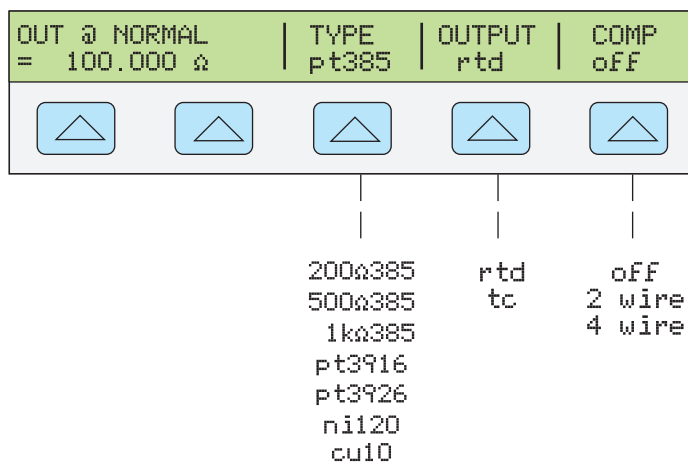 OUT @ NORMAL
= 100.000 Ω
TYPE
pt385
OUTPUT
rtd
COMP
off
200Ω385
500Ω385
1kΩ385
pt3916
pt3926
ni120
cu10
rtd
tc
off
2 wire
4 wire